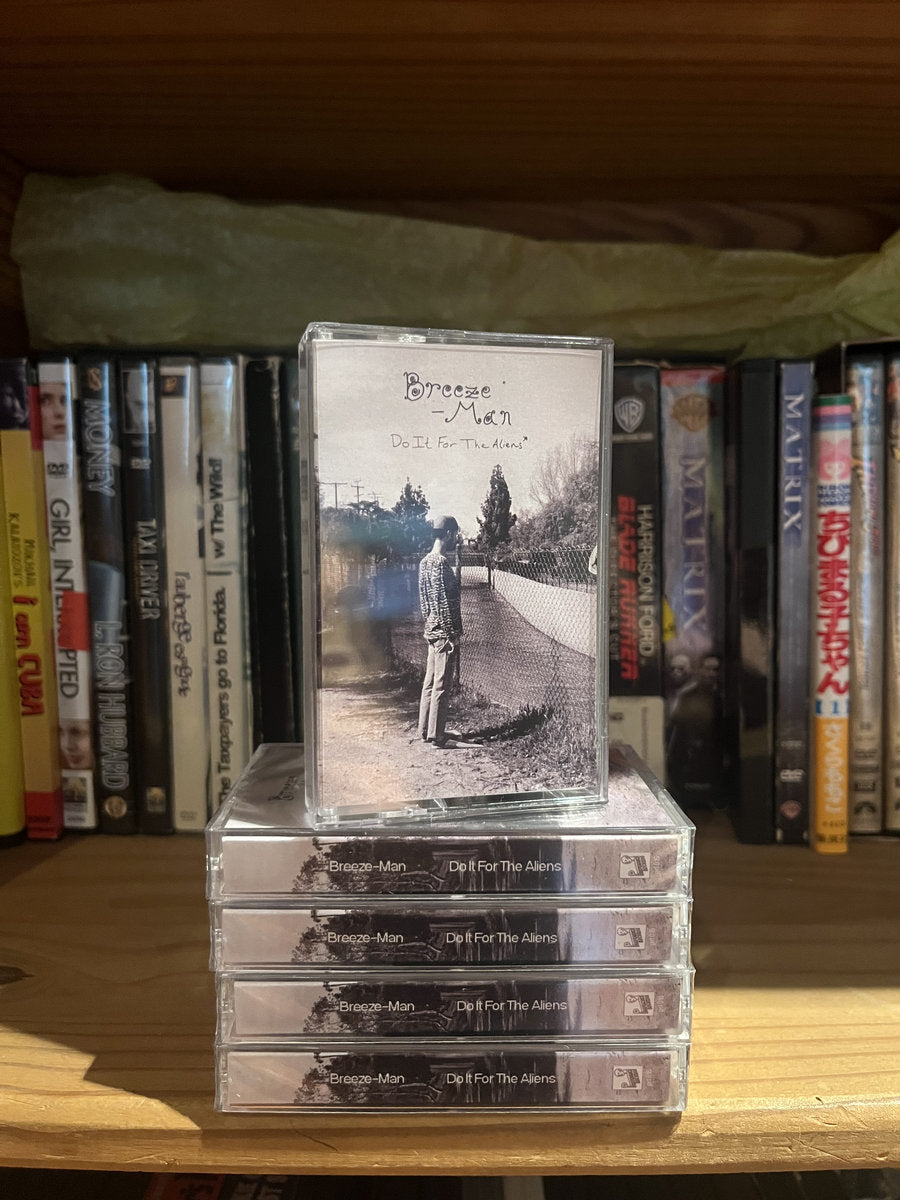 Breeze
-Man
Do It For The Aliens
Breeze-Man Do It For The Aliens
Breeze-Man Do It For The Aliens
Breeze-Man Do It For The Aliens
Breeze-Man Do It For The Aliens
MIKHAIL
KALATOZOV'S
i am CUBA
GIRL, INTERRUPTED
MONEY
L. RON HUBBARD
TAXI DRIVER
The Taxpayers go to Florida w/ The Wild!
HARRISON FORD
BLADE RUNNER
MATRIX
MATRIX
ちびまる子ちゃん
1